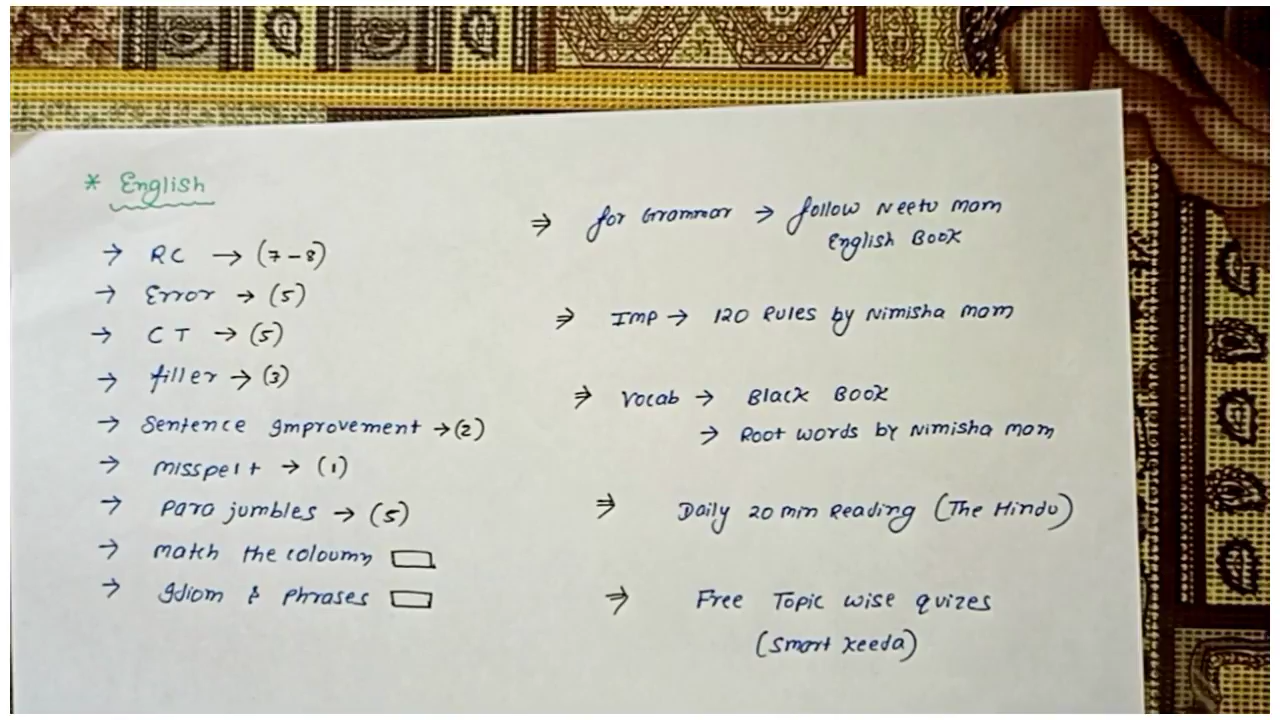 * English
→ RC → (7-8)
→ Error → (5)
→ CT → (5)
→ filler → (3)
→ Sentence Improvement → (2)
→ misspelt → (1)
→ Para jumbles → (5)
→ match the coloumn
→ Idiom & Phrases
⇒ for Grammar → follow Neetu mam
English Book
⇒ Imp → 120 Rules by Nimisha mam
⇒ Vocab → Black Book
→ Root words by Nimisha mam
⇒ Daily 20 min Reading (The Hindu)
⇒ Free Topic wise quizes
(Smart Keeda)